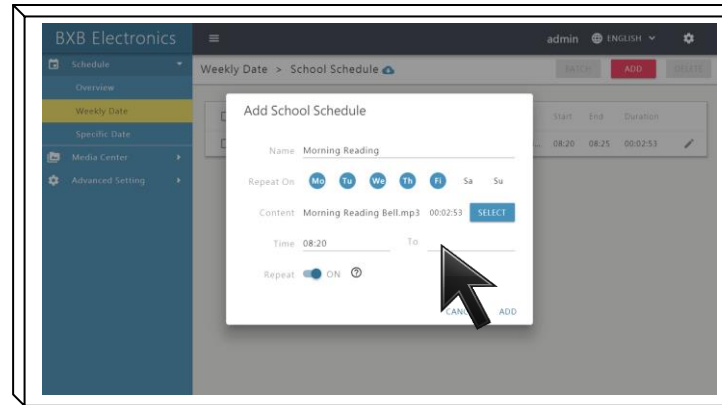 BXB Electronics
admin ENGLISH
Schedule
Weekly Date > School Schedule
BATCH ADD DELETE
Overview
Weekly Date
Specific Date
Media Center
Advanced Setting
Start End Duration
08:20 08:25 00:02:53
Add School Schedule
Name Morning Reading
Repeat On Mo Tu We Th Fi Sa Su
Content Morning Reading Bell.mp3 00:02:53 SELECT
Time 08:20 To
Repeat ON
ADD